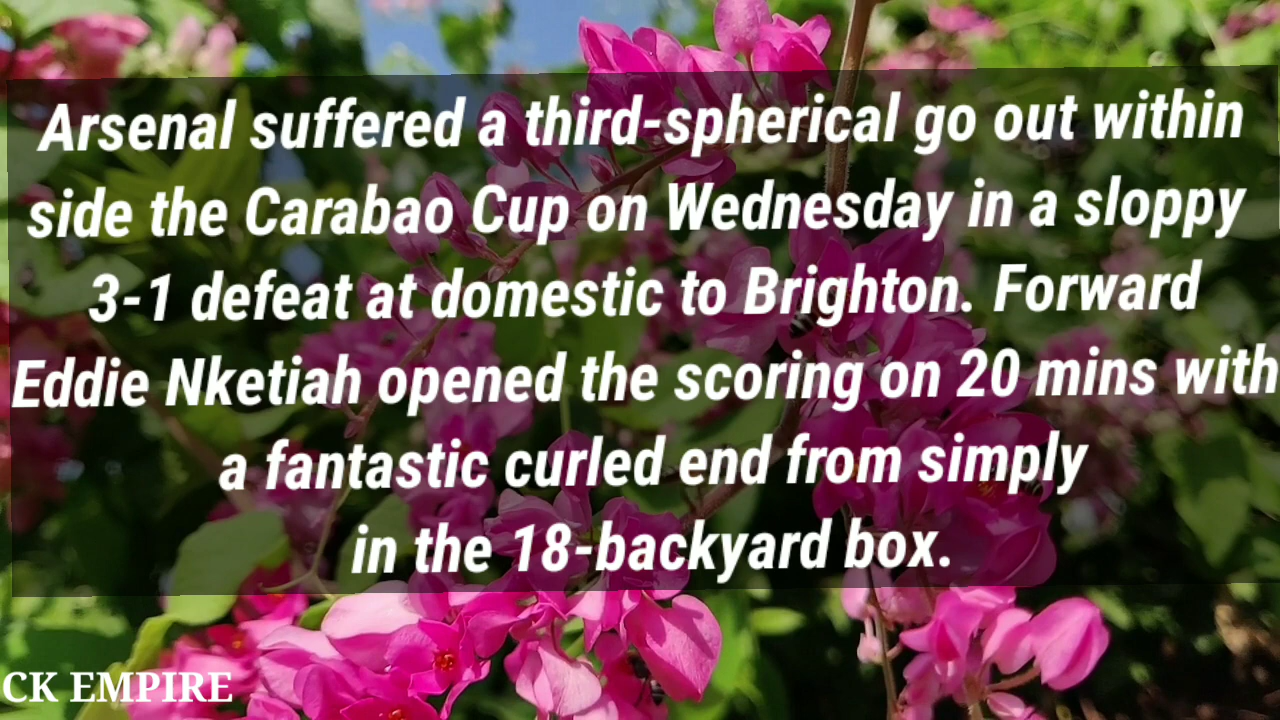 Arsenal suffered a third-spherical go out within
side the Carabao Cup on Wednesday in a sloppy
3-1 defeat at domestic to Brighton. Forward
Eddie Nketiah opened the scoring on 20 mins with
a fantastic curled end from simply
in the 18-backyard box.
CK EMPIRE